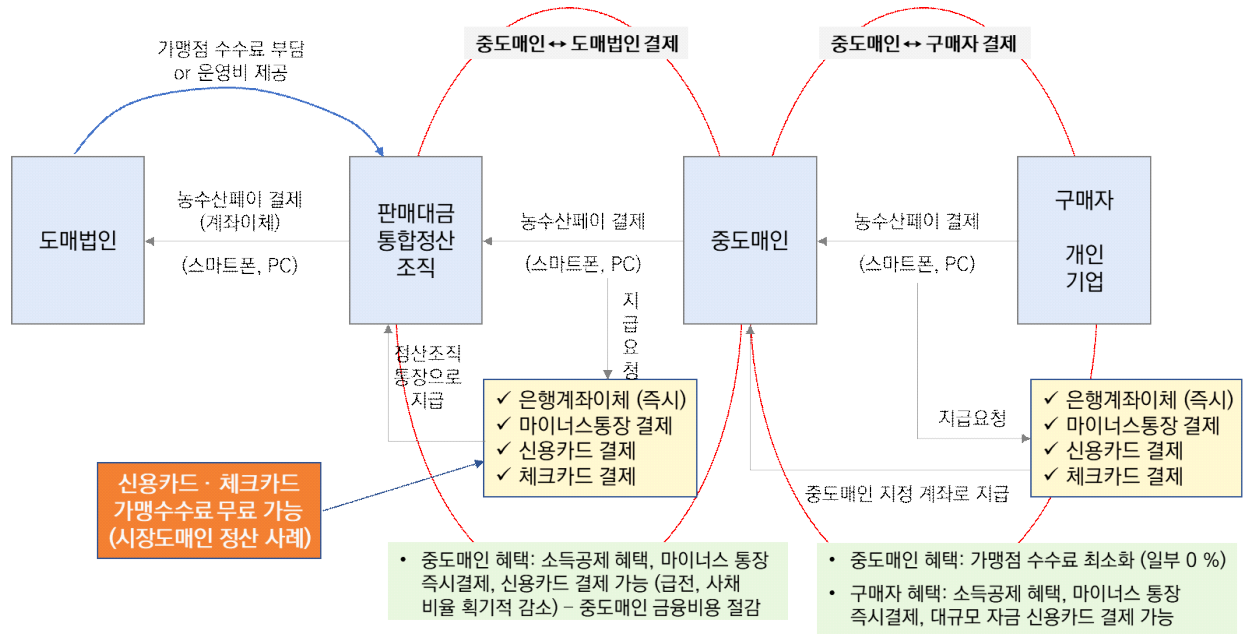 중도매인↔ 도매법인 결제
중도매인↔ 구매자 결제
가맹점 수수료 부담
or 운영비 제공
도매법인
농수산페이 결제
(계좌이체)
(스마트폰, PC)
판매대금
통합정산
조직
농수산페이 결제
(스마트폰, PC)
중도매인
농수산페이 결제
(스마트폰, PC)
구매자
개인
기업
지
급
요
청
정산조직
통장으로
지급
✓ 은행계좌이체 (즉시)
✓ 마이너스통장 결제
✓ 신용카드 결제
✓ 체크카드 결제
지급요청
✓ 은행계좌이체 (즉시)
✓ 마이너스통장 결제
✓ 신용카드 결제
✓ 체크카드 결제
중도매인 지정 계좌로 지급
신용카드 · 체크카드
가맹수수료 무료 가능
(시장도매인 정산 사례)
• 중도매인 혜택: 소득공제 혜택, 마이너스 통장
즉시결제, 신용카드 결제 가능 (급전, 사채
비율 획기적 감소) – 중도매인 금융비용 절감
• 중도매인 혜택: 가맹점 수수료 최소화 (일부 0 %)
• 구매자 혜택: 소득공제 혜택, 마이너스 통장
즉시결제, 대규모 자금 신용카드 결제 가능